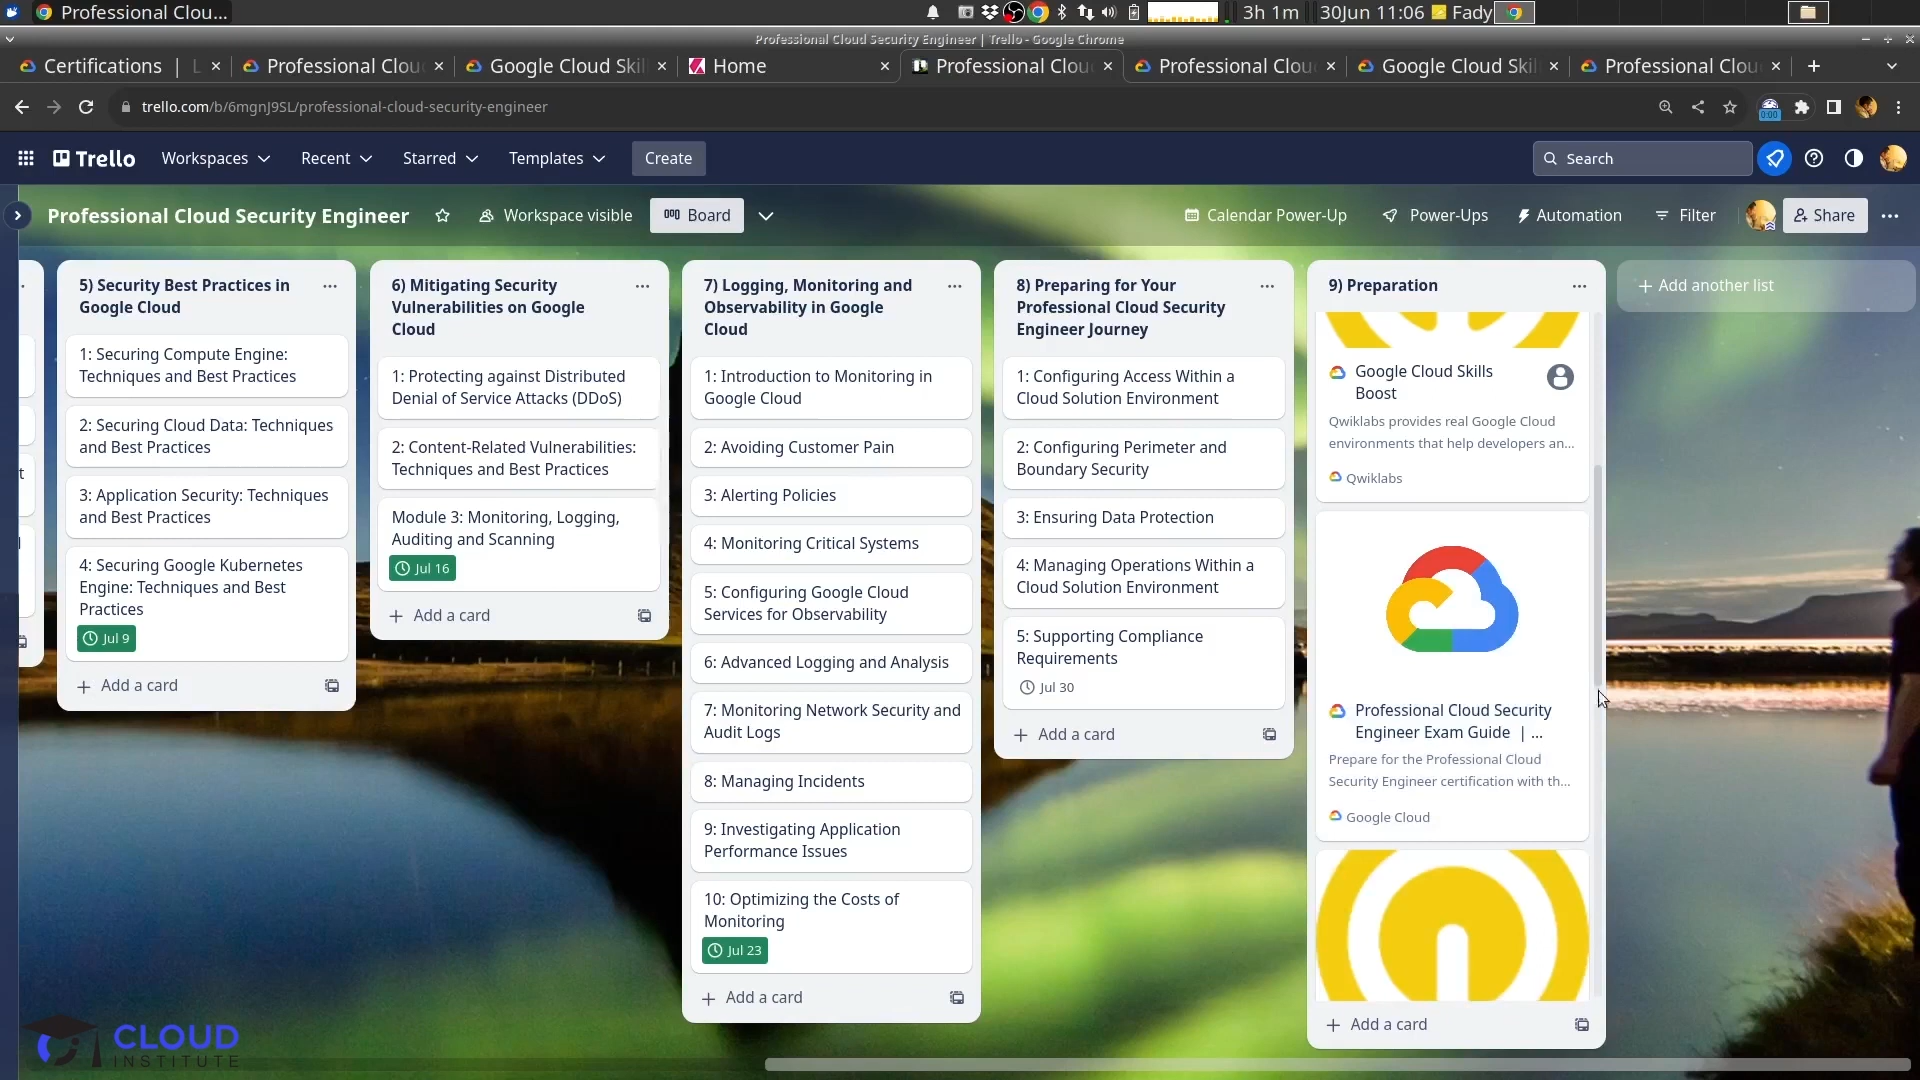 Professional Clou...
3h 1m
30Jun 11:06
Fady
Professional Cloud Security Engineer | Trello - Google Chrome
Certifications | L
Professional Clou
Google Cloud Skil
Home
Professional Clou
Professional Clou
Google Cloud Skil
Professional Clou
trello.com/b/6mgnJ9SL/professional-cloud-security-engineer
0:00
Trello
Workspaces
Recent
Starred
Templates
Create
Search
Professional Cloud Security Engineer
Workspace visible
Board
Calendar Power-Up
Power-Ups
Automation
Filter
Share
5) Security Best Practices in
Google Cloud
1: Securing Compute Engine:
Techniques and Best Practices
2: Securing Cloud Data: Techniques
and Best Practices
3: Application Security: Techniques
and Best Practices
4: Securing Google Kubernetes
Engine: Techniques and Best
Practices
Jul 9
+ Add a card
6) Mitigating Security
Vulnerabilities on Google
Cloud
1: Protecting against Distributed
Denial of Service Attacks (DDoS)
2: Content-Related Vulnerabilities:
Techniques and Best Practices
Module 3: Monitoring, Logging,
Auditing and Scanning
Jul 16
+ Add a card
7) Logging, Monitoring and
Observability in Google
Cloud
1: Introduction to Monitoring in
Google Cloud
2: Avoiding Customer Pain
3: Alerting Policies
4: Monitoring Critical Systems
5: Configuring Google Cloud
Services for Observability
6: Advanced Logging and Analysis
7: Monitoring Network Security and
Audit Logs
8: Managing Incidents
9: Investigating Application
Performance Issues
10: Optimizing the Costs of
Monitoring
Jul 23
+ Add a card
8) Preparing for Your
Professional Cloud Security
Engineer Journey
1: Configuring Access Within a
Cloud Solution Environment
2: Configuring Perimeter and
Boundary Security
3: Ensuring Data Protection
4: Managing Operations Within a
Cloud Solution Environment
5: Supporting Compliance
Requirements
Jul 30
+ Add a card
9) Preparation
Google Cloud Skills
Boost
Qwiklabs provides real Google Cloud
environments that help developers an...
Qwiklabs
Professional Cloud Security
Engineer Exam Guide | ...
Prepare for the Professional Cloud
Security Engineer certification with th...
Google Cloud
+ Add a card
+ Add another list
CLOUD
INSTITUTE